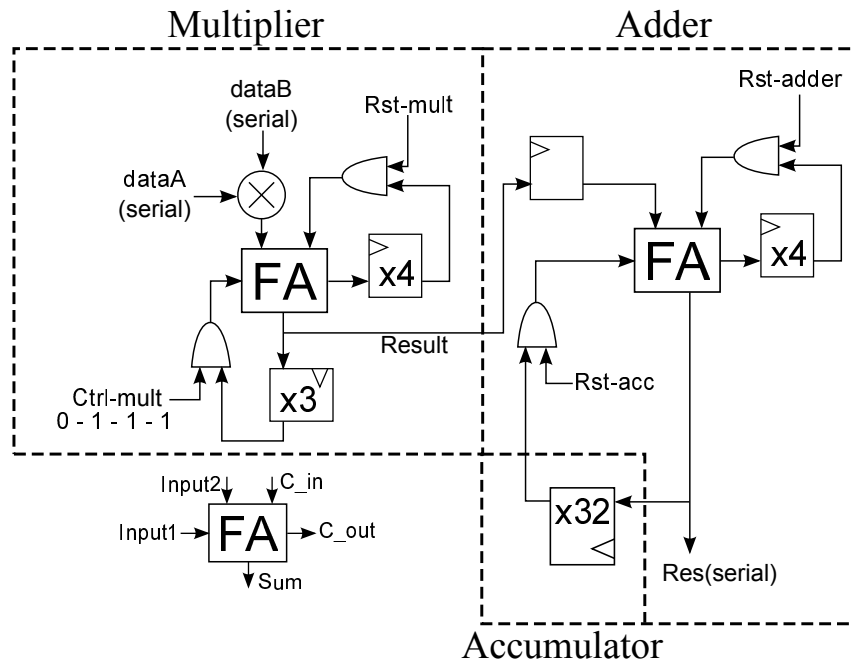 Multiplier
Adder
dataB
(serial)
Rst-mult
Rst-adder
dataA
(serial)
FA
x4
FA
x4
Result
Ctrl-mult
0 - 1 - 1 - 1
x3
Rst-acc
Input2
C_in
Input1
FA
C_out
Sum
x32
Res(serial)
Accumulator